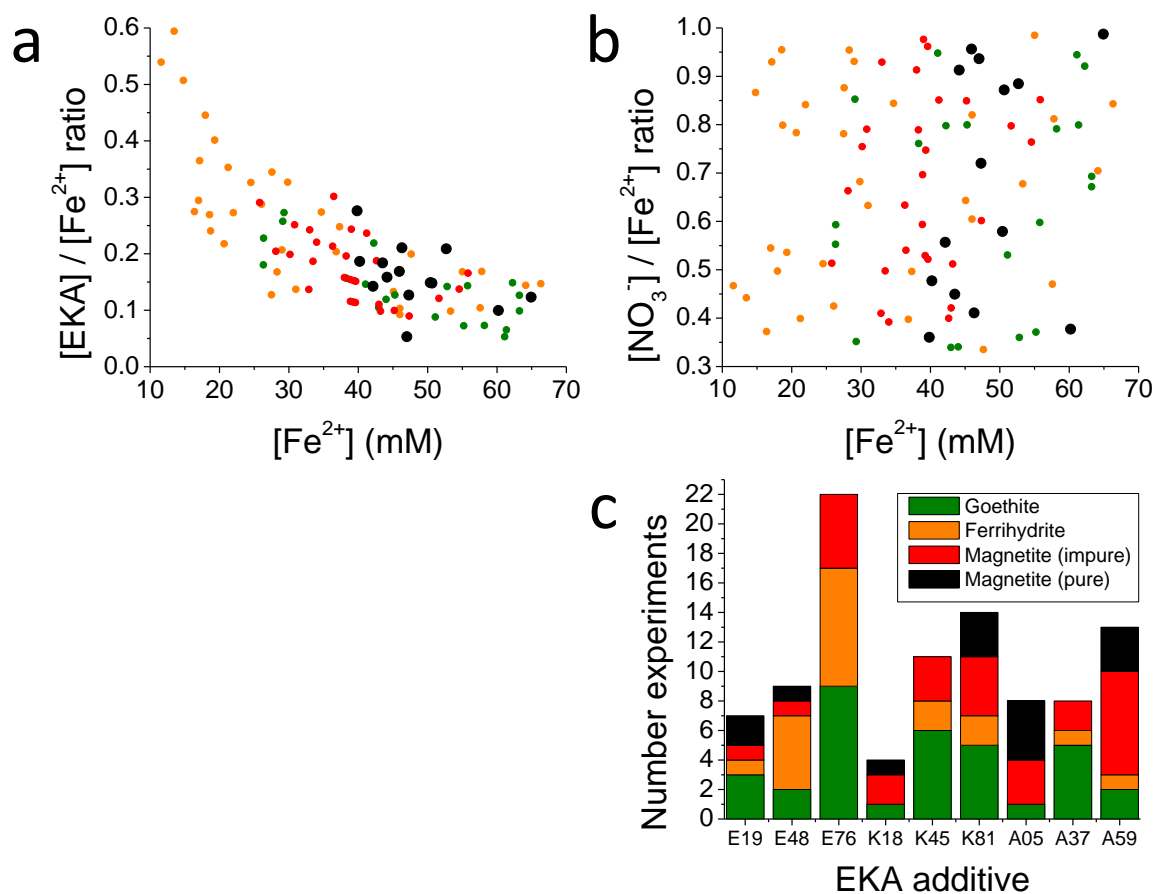 a
0.6
0.5
0.4
0.3
0.2
0.1
0.0
[EKA] / [Fe²⁺] ratio
10 20 30 40 50 60 70
[Fe²⁺] (mM)
b
1.0
0.9
0.8
0.7
0.6
0.5
0.4
0.3
[NO₃⁻] / [Fe²⁺] ratio
10 20 30 40 50 60 70
[Fe²⁺] (mM)
c
22
20
18
16
14
12
10
8
6
4
2
0
Number experiments
Goethite
Ferrihydrite
Magnetite (impure)
Magnetite (pure)
E19 E48 E76 K18 K45 K81 A05 A37 A59
EKA additive